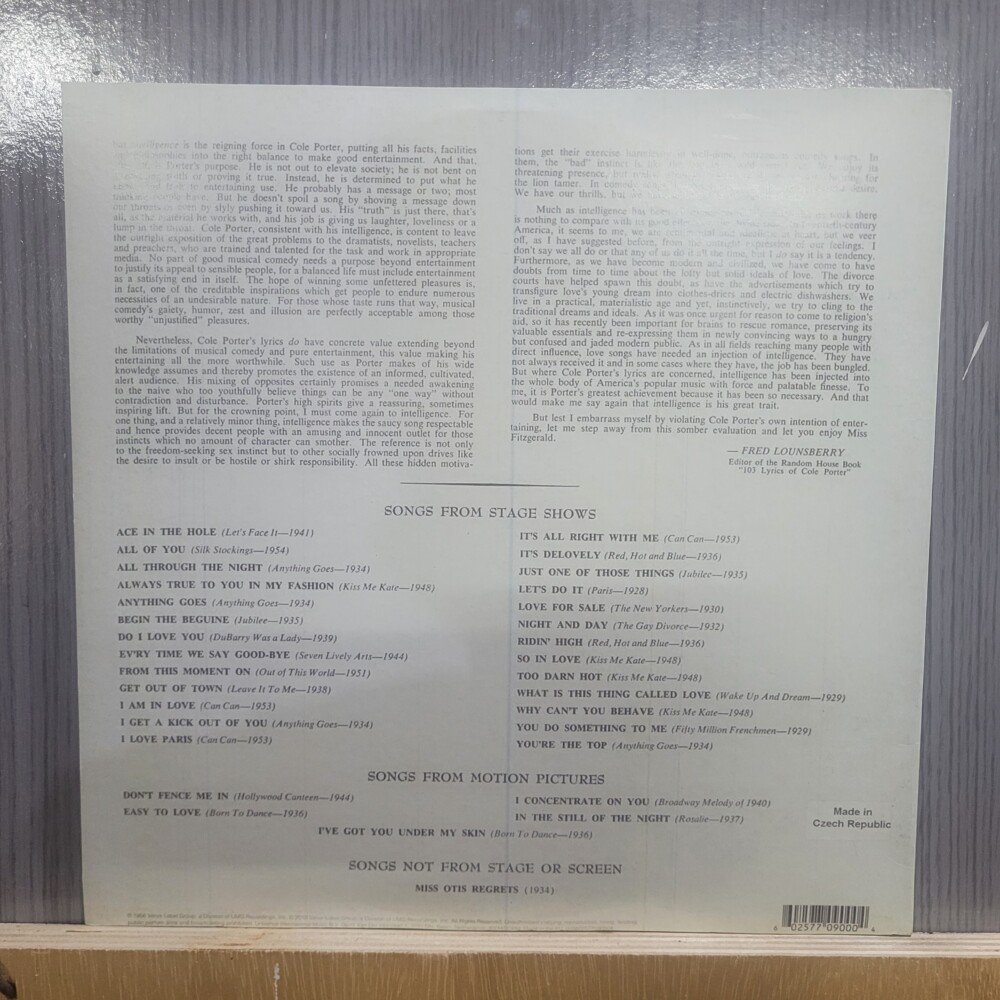 is the reigning force in Cole Porter, putting all his facts, facilities
into the right balance to make good entertainment. And that,
Porter's purpose. He is not out to elevate society; he is not bent on
or proving it true. Instead, he is determined to put what he
to entertaining use. He probably has a message or two; most
have. But he doesn't spoil a song by shoving a message down
or even by slyly pushing it toward us. His "truth" is just there, that's
all, as the material he works with, and his job is giving us laughter, loveliness or a
lump in the throat. Cole Porter, consistent with his intelligence, is content to leave
the outright exposition of the great problems to the dramatists, novelists, teachers
and preachers, who are trained and talented for the task and work in appropriate
media. No part of good musical comedy needs a purpose beyond entertainment
to justify its appeal to sensible people, for a balanced life must include entertainment
as a satisfying end in itself. The hope of winning some unfettered pleasures is,
in fact, one of the creditable inspirations which get people to endure numerous
necessities of an undesirable nature. For those whose taste runs that way, musical
comedy's gaiety, humor, zest and illusion are perfectly acceptable among those
worthy "unjustified" pleasures.
Nevertheless, Cole Porter's lyrics do have concrete value extending beyond
the limitations of musical comedy and pure entertainment, this value making his
entertaining all the more worthwhile. Such use as Porter makes of his wide
knowledge assumes and thereby promotes the existence of an informed, cultivated,
alert audience. His mixing of opposites certainly promises a needed awakening
to the naive who too youthfully believe things can be any "one way" without
contradiction and disturbance. Porter's high spirits give a reassuring, sometimes
inspiring lift. But for the crowning point, I must come again to intelligence. For
one thing, and a relatively minor thing, intelligence makes the saucy song respectable
and hence provides decent people with an amusing and innocent outlet for those
instincts which no amount of character can smother. The reference is not only
to the freedom-seeking sex instinct but to other socially frowned upon drives like
the desire to insult or be hostile or shirk responsibility. All these hidden motiva-
tions get their exercise In
them, the "bad" its
threatening presence, for
the lion tamer. In desire.
We have our thrills, but we
Much as intelligence has work there
is nothing to compare with its good
America, it seems to me, we are at heart, but we veer
off, as I have suggested before, from the outright expression of our feelings. I
don't say we all do or that any of us do it all the time, but I do say it is a tendency.
Furthermore, as we have become modern and civilized, we have come to have
doubts from time to time about the lofty but solid ideals of love. The divorce
courts have helped spawn this doubt, as have the advertisements which try to
transfigure love's young dream into clothes-driers and electric dishwashers. We
live in a practical, materialistic age and yet, instinctively, we try to cling to the
traditional dreams and ideals. As it was once urgent for reason to come to religion's
aid, so it has recently been important for brains to rescue romance, preserving its
valuable essentials and re-expressing them in newly convincing ways to a hungry
but confused and jaded modern public. As in all fields reaching many people with
direct influence, love songs have needed an injection of intelligence. They have
not always received it and in some cases where they have, the job has been bungled.
But where Cole Porter's lyrics are concerned, intelligence has been injected into
the whole body of America's popular music with force and palatable finesse. To
me, it is Porter's greatest achievement because it has been so necessary. And that
would make me say again that intelligence is his great trait.
But lest I embarrass myself by violating Cole Porter's own intention of enter-
taining, let me step away from this somber evaluation and let you enjoy Miss
Fitzgerald.
— FRED LOUNSBERRY
Editor of the Random House Book
"103 Lyrics of Cole Porter"
SONGS FROM STAGE SHOWS
ACE IN THE HOLE (Let's Face It—1941)
ALL OF YOU (Silk Stockings—1954)
ALL THROUGH THE NIGHT (Anything Goes—1934)
ALWAYS TRUE TO YOU IN MY FASHION (Kiss Me Kate—1948)
ANYTHING GOES (Anything Goes—1934)
BEGIN THE BEGUINE (Jubilee—1935)
DO I LOVE YOU (DuBarry Was a Lady—1939)
EV'RY TIME WE SAY GOOD-BYE (Seven Lively Arts—1944)
FROM THIS MOMENT ON (Out of This World—1951)
GET OUT OF TOWN (Leave It To Me—1938)
I AM IN LOVE (Can Can—1953)
I GET A KICK OUT OF YOU (Anything Goes—1934)
I LOVE PARIS (Can Can—1953)
IT'S ALL RIGHT WITH ME (Can Can—1953)
IT'S DELOVELY (Red, Hot and Blue—1936)
JUST ONE OF THOSE THINGS (Jubilee—1935)
LET'S DO IT (Paris—1928)
LOVE FOR SALE (The New Yorkers—1930)
NIGHT AND DAY (The Gay Divorce—1932)
RIDIN' HIGH (Red, Hot and Blue—1936)
SO IN LOVE (Kiss Me Kate—1948)
TOO DARN HOT (Kiss Me Kate—1948)
WHAT IS THIS THING CALLED LOVE (Wake Up And Dream—1929)
WHY CAN'T YOU BEHAVE (Kiss Me Kate—1948)
YOU DO SOMETHING TO ME (Fifty Million Frenchmen—1929)
YOU'RE THE TOP (Anything Goes—1934)
SONGS FROM MOTION PICTURES
DON'T FENCE ME IN (Hollywood Canteen—1944)
EASY TO LOVE (Born To Dance—1936)
I CONCENTRATE ON YOU (Broadway Melody of 1940)
IN THE STILL OF THE NIGHT (Rosalie—1937)
I'VE GOT YOU UNDER MY SKIN (Born To Dance—1936)
Made in
Czech Republic
SONGS NOT FROM STAGE OR SCREEN
MISS OTIS REGRETS (1934)
6 02577 09000 4